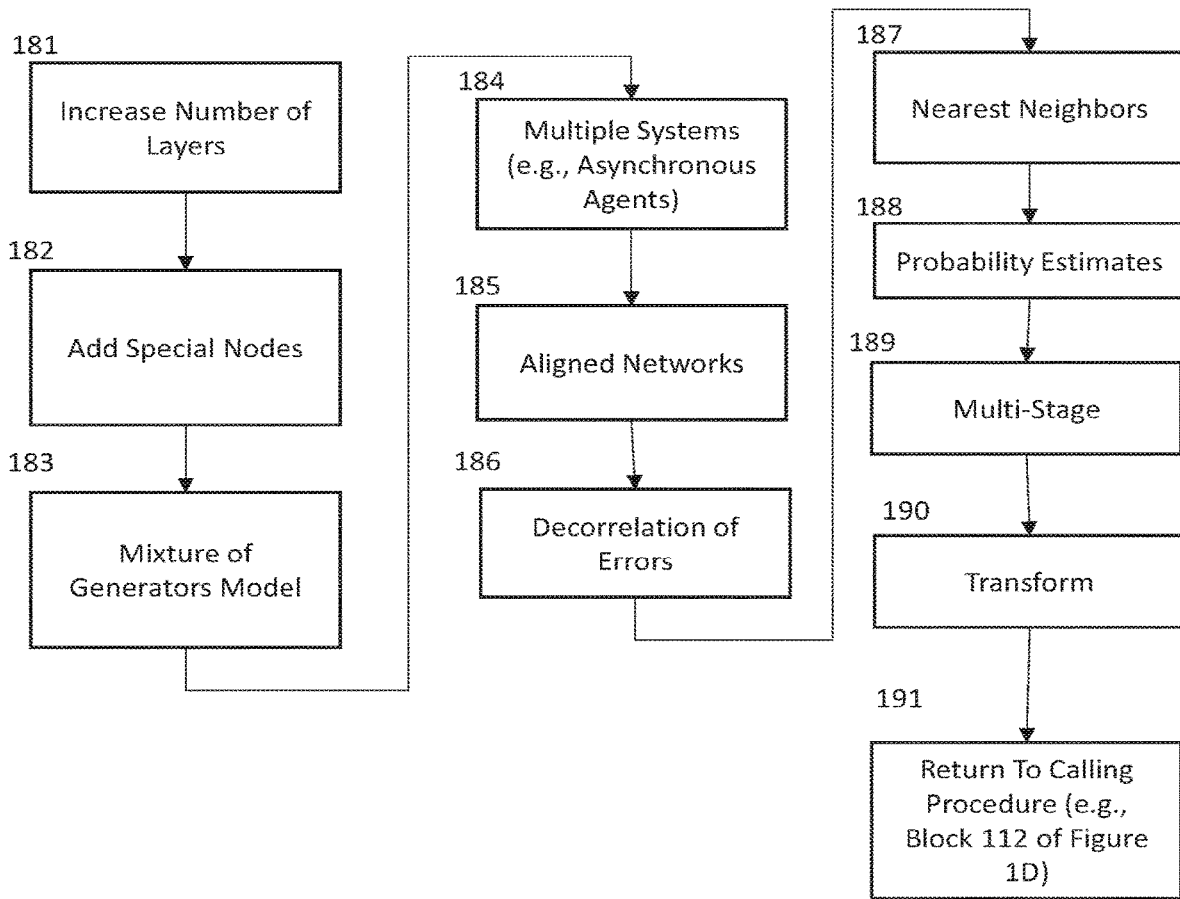 181
Increase Number of
Layers
182
Add Special Nodes
183
Mixture of
Generators Model
184
Multiple Systems
(e.g., Asynchronous
Agents)
185
Aligned Networks
186
Decorrelation of
Errors
187
Nearest Neighbors
188
Probability Estimates
189
Multi-Stage
190
Transform
191
Return To Calling
Procedure (e.g.,
Block 112 of Figure
1D)